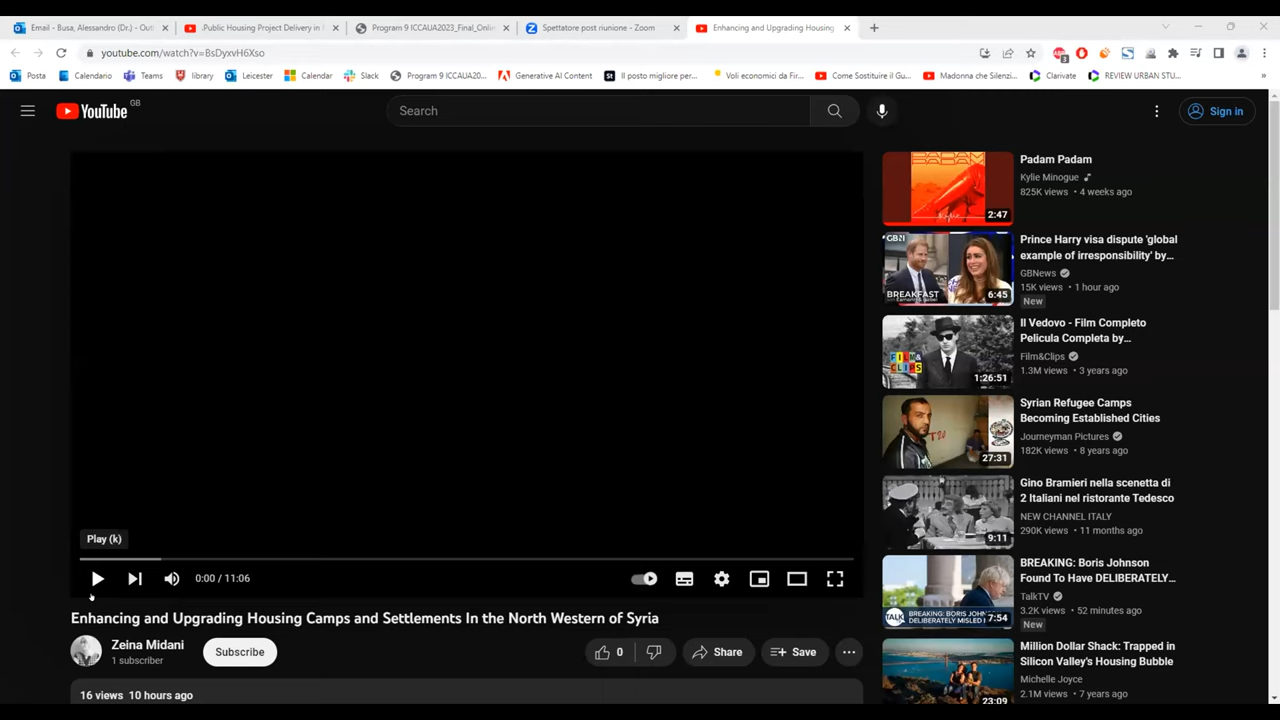 Email - Busa, Alessandro (Dr.) - Out
Public Housing Project Delivery in
Program 9 ICCAUA2023_Final_Onlin
Spettatore post riunione - Zoom
Enhancing and Upgrading Housing
youtube.com/watch?v=BsDyxvH6Xso
Posta
Calendario
Teams
library
Leicester
Calendar
Slack
Program 9 ICCAUA20...
Generative AI Content
Il posto migliore per...
Voli economici da Fir...
Come Sostituire il Gu...
Madonna che Silenzi...
Clarivate
REVIEW URBAN STU...
YouTube GB
Search
Sign in
Padam Padam
Kylie Minogue
825K views • 4 weeks ago
2:47
Prince Harry visa dispute 'global
example of irresponsibility' by...
GBNews
15K views • 1 hour ago
New
GBN
BREAKFAST
6:45
Il Vedovo - Film Completo
Pelicula Completa by...
Film&Clips
1.3M views • 3 years ago
FILM&
CLIPS
1:26:51
Syrian Refugee Camps
Becoming Established Cities
Journeyman Pictures
182K views • 8 years ago
27:31
Gino Bramieri nella scenetta di
2 Italiani nel ristorante Tedesco
NEW CHANNEL ITALY
290K views • 11 months ago
9:11
BREAKING: Boris Johnson
Found To Have DELIBERATELY...
TalkTV
3.2K views • 52 minutes ago
New
TALK
BREAKING: BORIS JOHN
DELIBERATELY MISLED
7:54
Million Dollar Shack: Trapped in
Silicon Valley's Housing Bubble
Michelle Joyce
2.1M views • 7 years ago
23:09
Play (k)
0:00 / 11:06
Enhancing and Upgrading Housing Camps and Settlements In the North Western of Syria
Zeina Midani
1 subscriber
Subscribe
0
Share
Save
16 views 10 hours ago